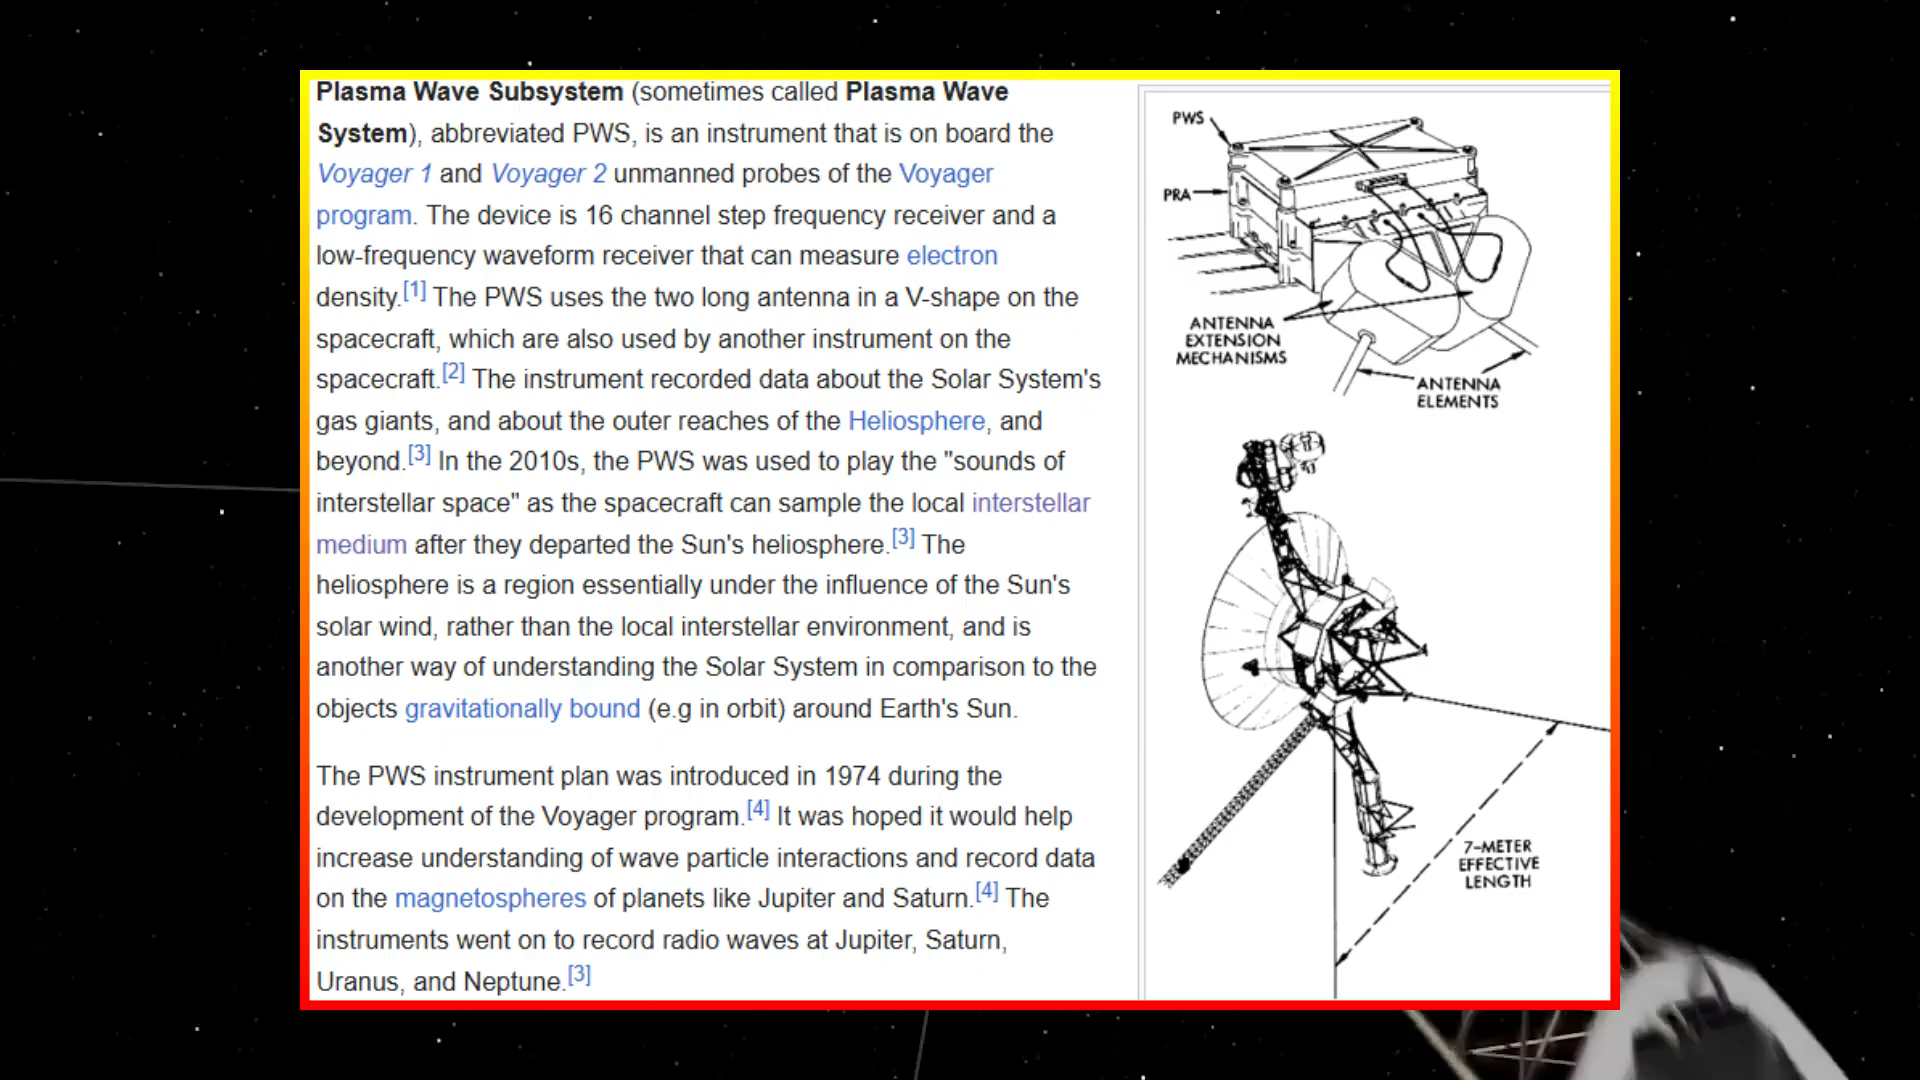 Plasma Wave Subsystem (sometimes called Plasma Wave
System), abbreviated PWS, is an instrument that is on board the
Voyager 1 and Voyager 2 unmanned probes of the Voyager
program. The device is 16 channel step frequency receiver and a
low-frequency waveform receiver that can measure electron
density.[1] The PWS uses the two long antenna in a V-shape on the
spacecraft, which are also used by another instrument on the
spacecraft.[2] The instrument recorded data about the Solar System's
gas giants, and about the outer reaches of the Heliosphere, and
beyond.[3] In the 2010s, the PWS was used to play the "sounds of
interstellar space" as the spacecraft can sample the local interstellar
medium after they departed the Sun's heliosphere.[3] The
heliosphere is a region essentially under the influence of the Sun's
solar wind, rather than the local interstellar environment, and is
another way of understanding the Solar System in comparison to the
objects gravitationally bound (e.g in orbit) around Earth's Sun.
The PWS instrument plan was introduced in 1974 during the
development of the Voyager program.[4] It was hoped it would help
increase understanding of wave particle interactions and record data
on the magnetospheres of planets like Jupiter and Saturn.[4] The
instruments went on to record radio waves at Jupiter, Saturn,
Uranus, and Neptune.[3]
PWS
PRA
ANTENNA
EXTENSION
MECHANISMS
ANTENNA
ELEMENTS
7-METER
EFFECTIVE
LENGTH